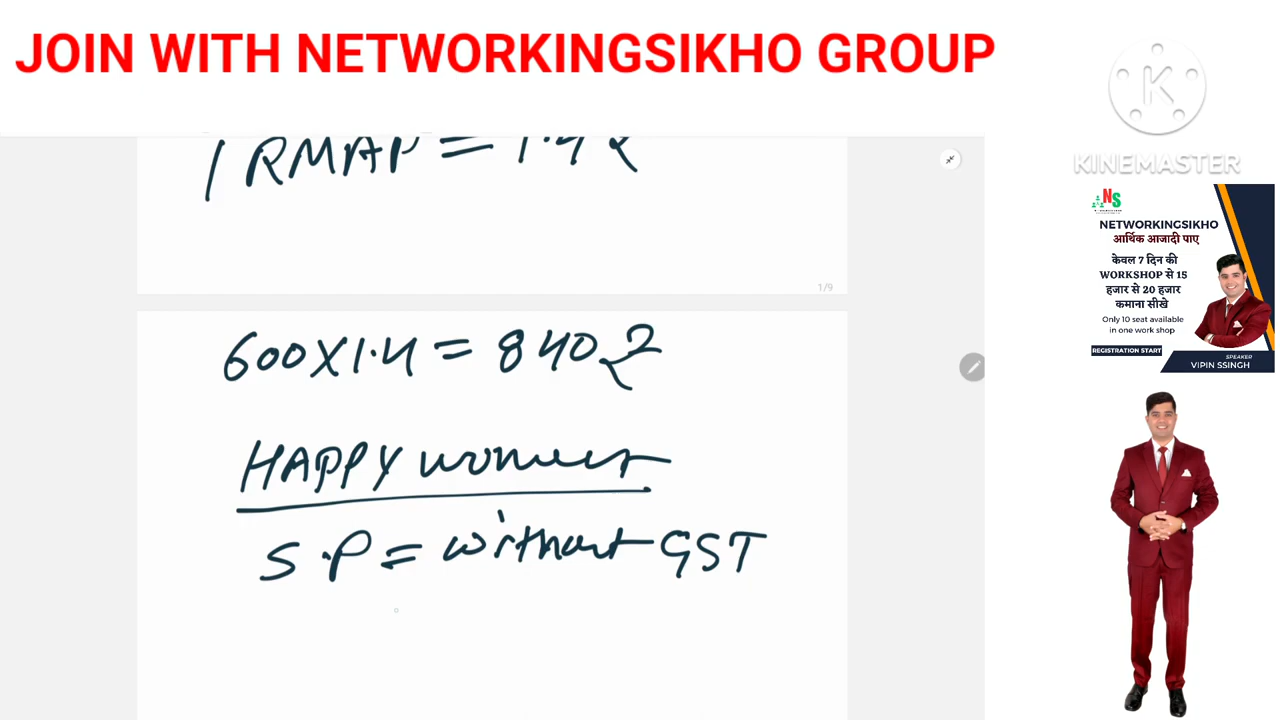 JOIN WITH NETWORKINGSIKHO GROUP
K
KINEMASTER
1 RMAP = 1.4 ₹
1/9
600 X 1.4 = 840 ₹
HAPPY women
S.P = without GST
NS
NETWORKINGSIKHO
आर्थिक आजादी पाए
केवल 7 दिन की
WORKSHOP से 15
हजार से 20 हजार
कमाना सीखे
Only 10 seat available
in one work shop
REGISTRATION START
SPEAKER
VIPIN SSINGH